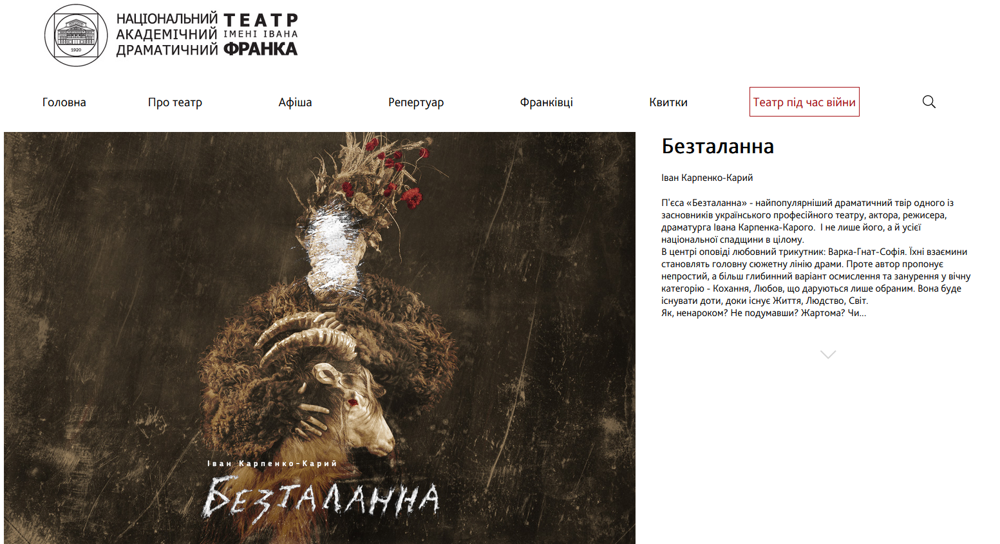 НАЦІОНАЛЬНИЙ
АКАДЕМІЧНИЙ
ДРАМАТИЧНИЙ
ТЕАТР
ІМЕНІ ІВАНА
ФРАНКА
1920
Головна
Про театр
Афіша
Репертуар
Франківці
Квитки
Театр під час війни
Безталанна
Іван Карпенко-Карий
П'єса «Безталанна» - найпопулярніший драматичний твір одного із
засновників українського професійного театру, актора, режисера,
драматурга Івана Карпенка-Карого.  І не лише його, а й усієї
національної спадщини в цілому.
В центрі оповіді любовний трикутник: Варка-Гнат-Софія. Їхні взаємини
становлять головну сюжетну лінію драми. Проте автор пропонує
непростий, а більш глибинний варіант осмислення та занурення у вічну
категорію - Кохання, Любов, що даруються лише обраним. Вона буде
існувати доти, доки існує Життя, Людство, Світ.
Як, ненароком? Не подумавши? Жартома? Чи...
Іван Карпенко-Карий
БЕЗТАЛАННА